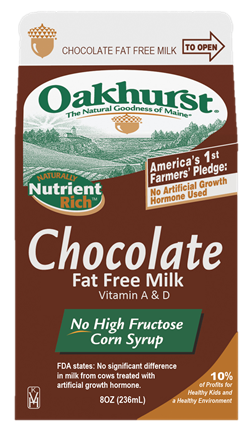 CHOCOLATE FAT FREE MILK
TO OPEN
Oakhurst®
The Natural Goodness of Maine™
America's 1st
Farmers' Pledge:
No Artificial Growth
Hormone Used
NATURALLY
Nutrient
Rich™
Chocolate
Fat Free Milk
Vitamin A & D
No High Fructose
Corn Syrup
FDA states: No significant difference
in milk from cows treated with
artificial growth hormone.
8OZ (236mL)
10%
of Profits for
Healthy Kids and
a Healthy Environment